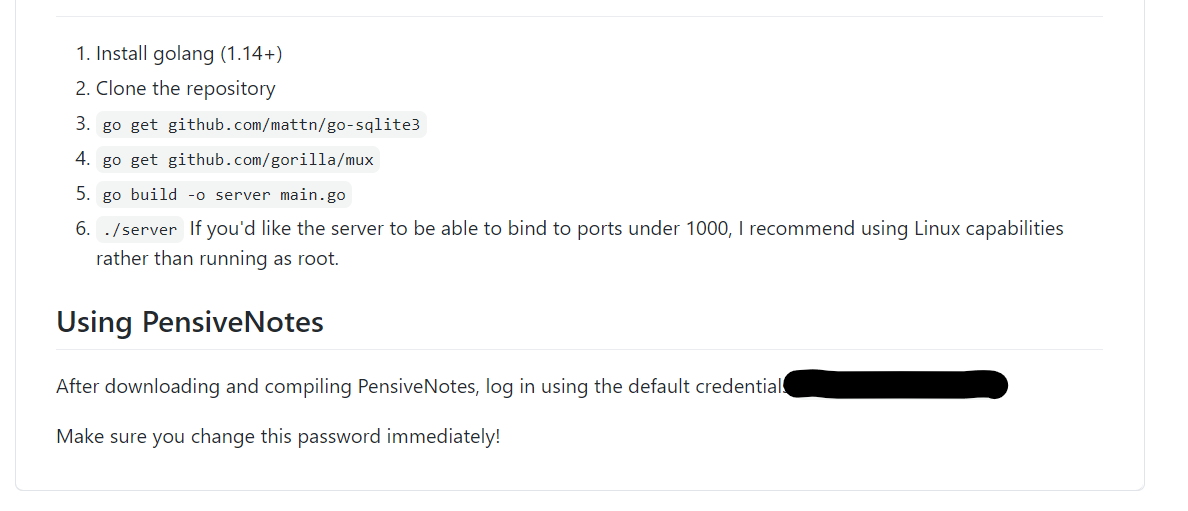 1. Install golang (1.14+)
2. Clone the repository
3. go get github.com/mattn/go-sqlite3
4. go get github.com/gorilla/mux
5. go build -o server main.go
6. ./server If you'd like the server to be able to bind to ports under 1000, I recommend using Linux capabilities
rather than running as root.
Using PensiveNotes
After downloading and compiling PensiveNotes, log in using the default credentials
Make sure you change this password immediately!